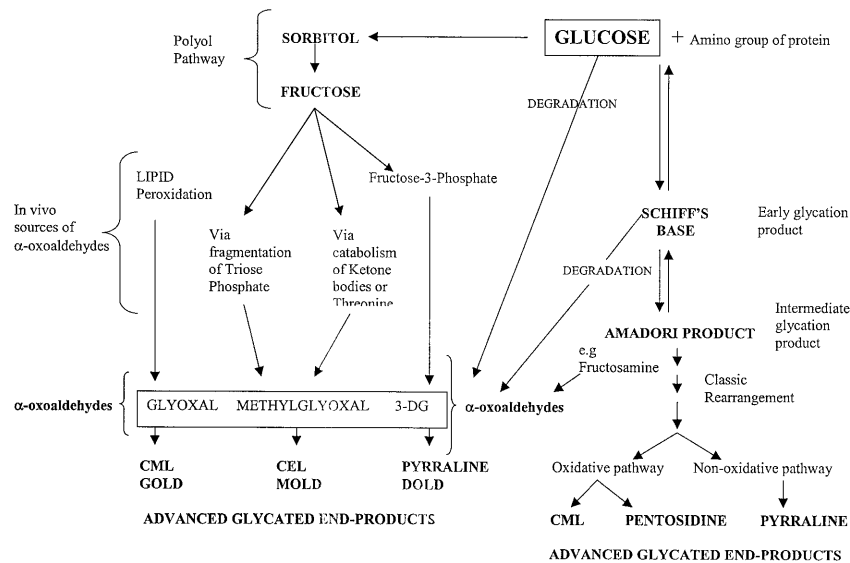 Polyol
Pathway
SORBITOL
GLUCOSE + Amino group of protein
FRUCTOSE
DEGRADATION
In vivo
sources of
α-oxoaldehydes
LIPID
Peroxidation
Fructose-3-Phosphate
Via
fragmentation
of Triose
Phosphate
Via
catabolism
of Ketone
bodies or
Threonine
SCHIFF'S
BASE
Early glycation
product
DEGRADATION
AMADORI PRODUCT
Intermediate
glycation
product
e.g
Fructosamine
Classic
Rearrangement
α-oxoaldehydes
GLYOXAL METHYLGLYOXAL 3-DG
α-oxoaldehydes
CML
GOLD
CEL
MOLD
PYRRALINE
DOLD
ADVANCED GLYCATED END-PRODUCTS
Oxidative pathway
Non-oxidative pathway
CML PENTOSIDINE PYRRALINE
ADVANCED GLYCATED END-PRODUCTS